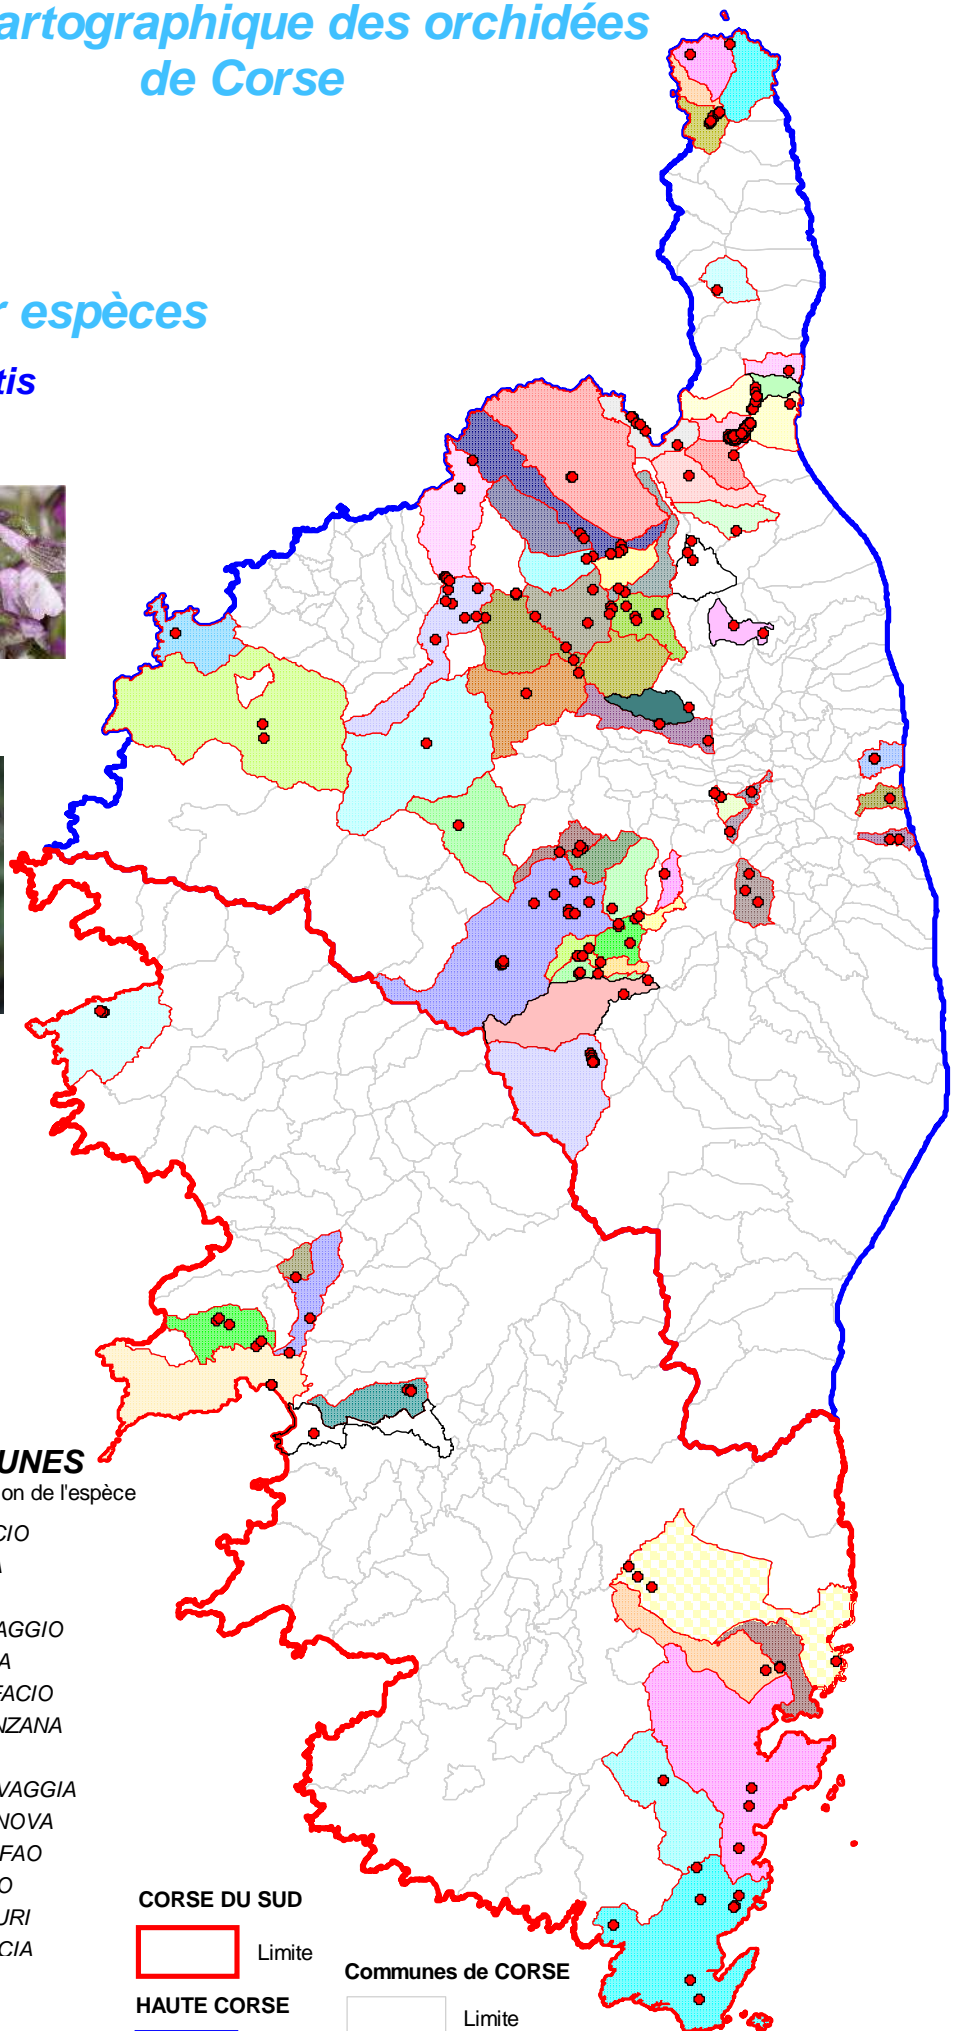 artographique des orchidées
de Corse
r espèces
tis
UNES
on de l'espèce
CIO
A
AGGIO
A
FACIO
NZANA
VAGGIA
NOVA
FAO
O
URI
CIA
CORSE DU SUD
Limite
HAUTE CORSE
Communes de CORSE
Limite